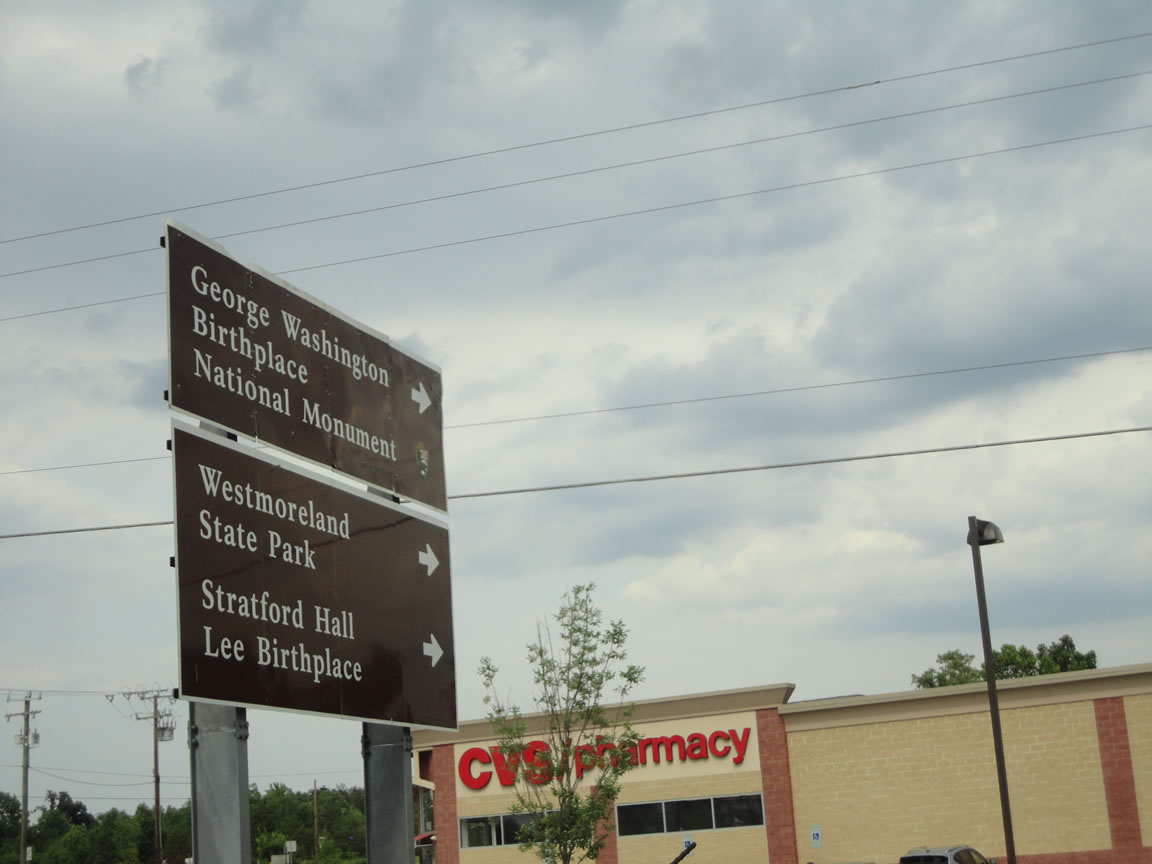 George Washington
Birthplace
National Monument
Westmoreland
State Park
Stratford Hall
Lee Birthplace
CVS/pharmacy